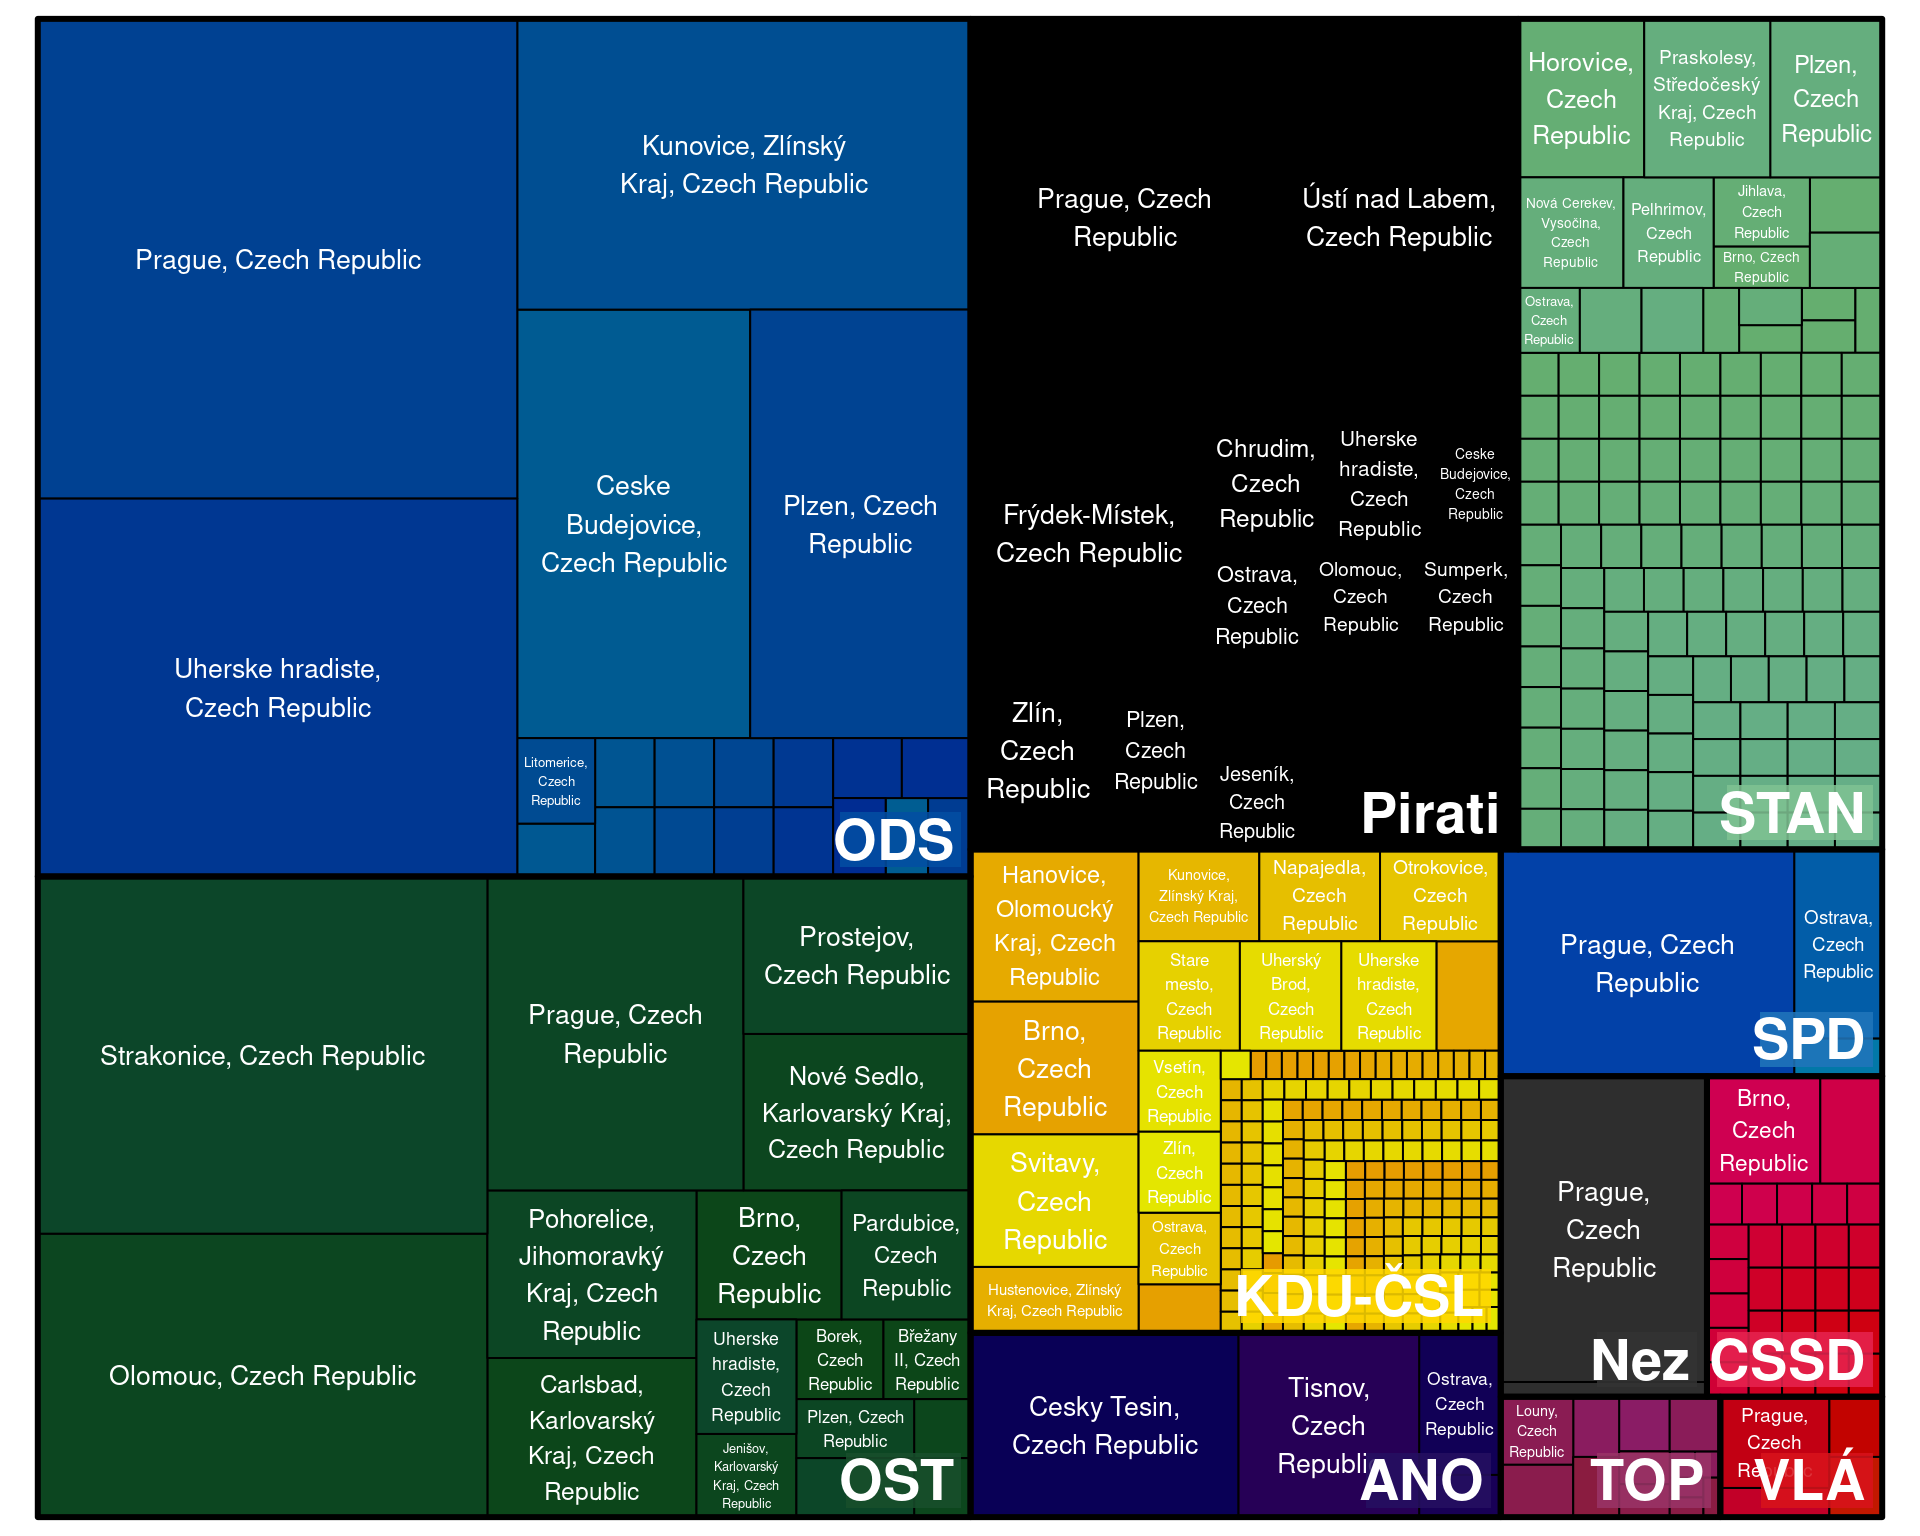 Prague, Czech Republic
Kunovice, Zlínský
Kraj, Czech Republic
Ceske
Budejovice,
Czech Republic
Plzen, Czech
Republic
Uherske hradiste,
Czech Republic
Litomerice,
Czech
Republic
ODS
Prague, Czech
Republic
Ústí nad Labem,
Czech Republic
Frýdek-Místek,
Czech Republic
Chrudim,
Czech
Republic
Uherske
hradiste,
Czech
Republic
Ceske
Budejovice,
Czech
Republic
Ostrava,
Czech
Republic
Olomouc,
Czech
Republic
Sumperk,
Czech
Republic
Zlín,
Czech
Republic
Plzen,
Czech
Republic
Jeseník,
Czech
Republic
Pirati
Horovice,
Czech
Republic
Praskolesy,
Středočeský
Kraj, Czech
Republic
Plzen,
Czech
Republic
Nová Cerekev,
Vysočina,
Czech
Republic
Pelhrimov,
Czech
Republic
Jihlava,
Czech
Republic
Brno, Czech
Republic
Ostrava,
Czech
Republic
STAN
Strakonice, Czech Republic
Olomouc, Czech Republic
Prague, Czech
Republic
Prostejov,
Czech Republic
Nové Sedlo,
Karlovarský Kraj,
Czech Republic
Pohorelice,
Jihomoravký
Kraj, Czech
Republic
Brno,
Czech
Republic
Pardubice,
Czech
Republic
Carlsbad,
Karlovarský
Kraj, Czech
Republic
Uherske
hradiste,
Czech
Republic
Borek,
Czech
Republic
Břežany
II, Czech
Republic
Jenišov,
Karlovarský
Kraj, Czech
Republic
Plzen, Czech
Republic
OST
Hanovice,
Olomoucký
Kraj, Czech
Republic
Brno,
Czech
Republic
Svitavy,
Czech
Republic
Hustenovice, Zlínský
Kraj, Czech Republic
Kunovice,
Zlínský Kraj,
Czech Republic
Napajedla,
Czech
Republic
Otrokovice,
Czech
Republic
Stare
mesto,
Czech
Republic
Uherský
Brod,
Czech
Republic
Uherske
hradiste,
Czech
Republic
Vsetín,
Czech
Republic
Zlín,
Czech
Republic
Ostrava,
Czech
Republic
KDU-ČSL
Cesky Tesin,
Czech Republic
Tisnov,
Czech
Republic
Ostrava,
Czech
Republic
ANO
Prague, Czech
Republic
Ostrava,
Czech
Republic
SPD
Prague,
Czech
Republic
Nez
Brno,
Czech
Republic
CSSD
Louny,
Czech
Republic
TOP
Prague,
Czech
Republic
VLÁ